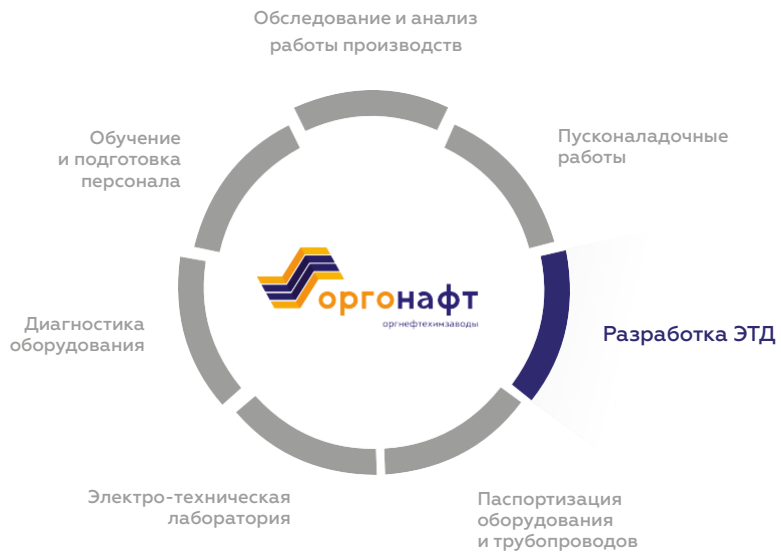 Обследование и анализ
работы производств
Пусконаладочные
работы
Разработка ЭТД
Паспортизация
оборудования
и трубопроводов
Электро-техническая
лаборатория
Диагностика
оборудования
Обучение
и подготовка
персонала
оргонафт
оргнефтехимзаводы